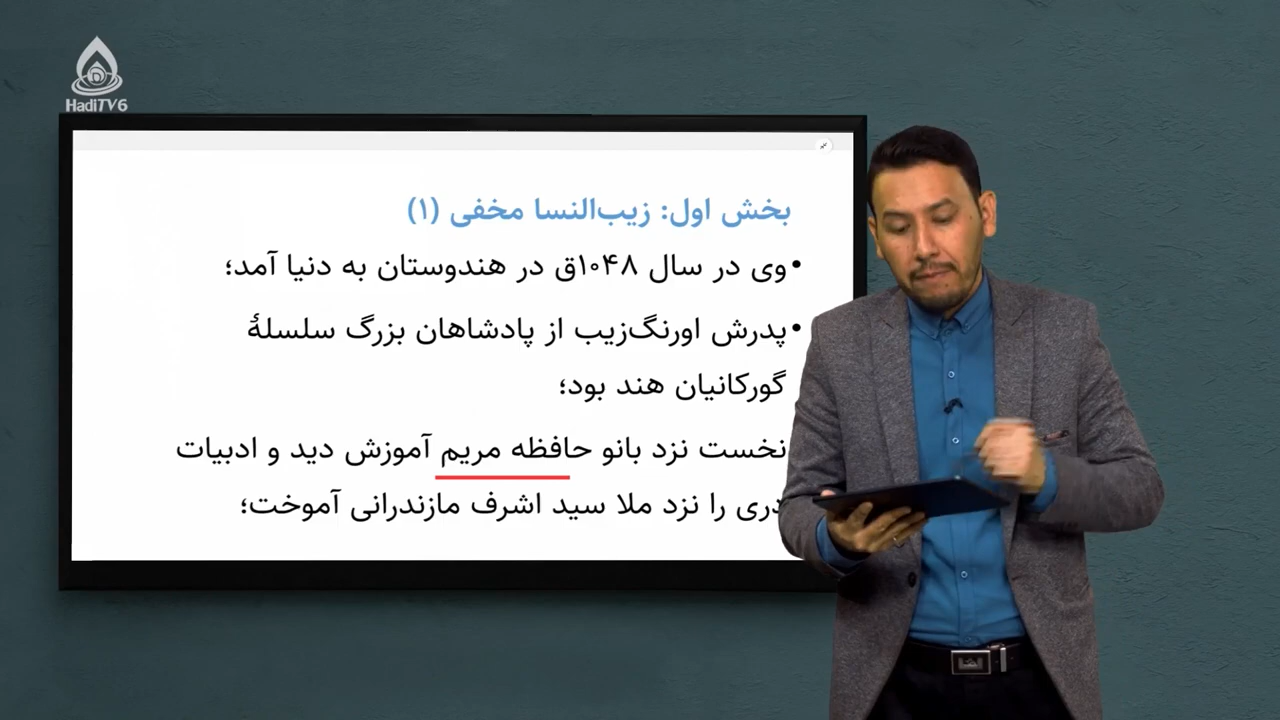 HadiTV6
بخش اول: زیب‌النسا مخفی (۱)
•وی در سال ۱۰۴۸ق در هندوستان به دنیا آمد؛
•پدرش اورنگ‌زیب از پادشاهان بزرگ سلسلهٔ
گورکانیان هند بود؛
نخست نزد بانو حافظه مریم آموزش دید و ادبیات
دری را نزد ملا سید اشرف مازندرانی آموخت؛